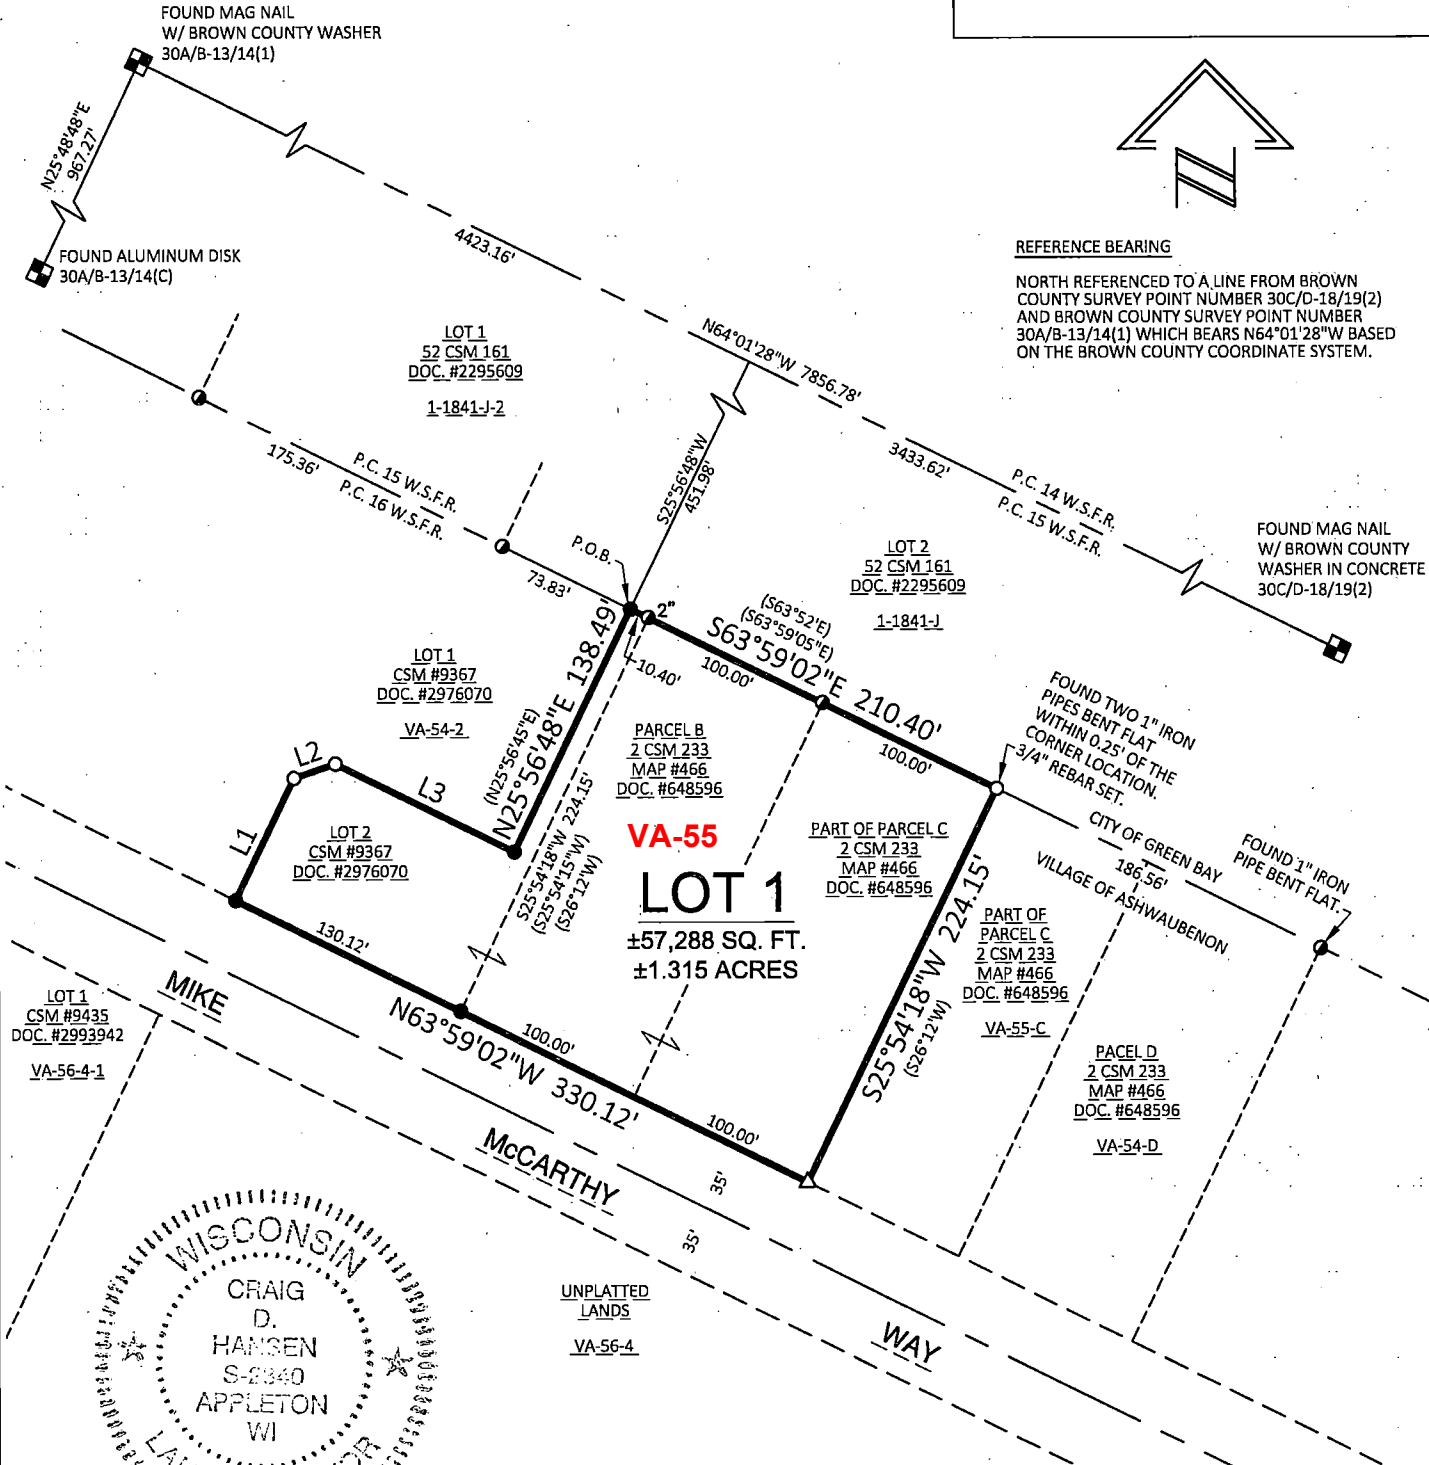 FOUND MAG NAIL
W/ BROWN COUNTY WASHER
30A/B-13/14(1)
N25°48'48"E
967.27'
FOUND ALUMINUM DISK
30A/B-13/14(C)
4423.16'
N64°01'28"W 7856.78'
3433.62'
REFERENCE BEARING
NORTH REFERENCED TO A LINE FROM BROWN
COUNTY SURVEY POINT NUMBER 30C/D-18/19(2)
AND BROWN COUNTY SURVEY POINT NUMBER
30A/B-13/14(1) WHICH BEARS N64°01'28"W BASED
ON THE BROWN COUNTY COORDINATE SYSTEM.
LOT 1
52 CSM 161
DOC. #2295609
1-1841-J-2
175.36'
P.C. 15 W.S.F.R.
P.C. 16 W.S.F.R.
S25°56'48"W
451.98'
P.C. 14 W.S.F.R.
P.C. 15 W.S.F.R.
FOUND MAG NAIL
W/ BROWN COUNTY
WASHER IN CONCRETE
30C/D-18/19(2)
P.O.B.
73.83'
2"
LOT 2
52 CSM 161
DOC. #2295609
1-1841-J
(S63°52'E)
(S63°59'05"E)
S63°59'02"E 210.40'
10.40'
100.00'
100.00'
LOT 1
CSM #9367
DOC. #2976070
VA-54-2
(N25°56'45"E)
N25°56'48"E 138.49'
L1
L2
L3
LOT 2
CSM #9367
DOC. #2976070
S25°54'18"W 224.15'
(S25°54'15"W)
(S26°12'W)
PARCEL B
2 CSM 233
MAP #466
DOC. #648596
VA-55
LOT 1
±57,288 SQ. FT.
±1.315 ACRES
PART OF PARCEL C
2 CSM 233
MAP #466
DOC. #648596
FOUND TWO 1" IRON
PIPES BENT FLAT
WITHIN 0.25' OF THE
CORNER LOCATION.
3/4" REBAR SET.
CITY OF GREEN BAY
186.56'
VILLAGE OF ASHWAUBENON
FOUND 1" IRON
PIPE BENT FLAT.
S25°54'18"W 224.15'
(S26°12'W)
PART OF
PARCEL C
2 CSM 233
MAP #466
DOC. #648596
VA-55-C
PACEL D
2 CSM 233
MAP #466
DOC. #648596
VA-54-D
130.12'
N63°59'02"W 330.12'
100.00'
100.00'
MIKE
McCARTHY
WAY
35'
35'
LOT 1
CSM #9435
DOC. #2993942
VA-56-4-1
UNPLATTED
LANDS
VA-56-4
WISCONSIN
CRAIG
D.
HANSEN
S-2340
APPLETON
WI